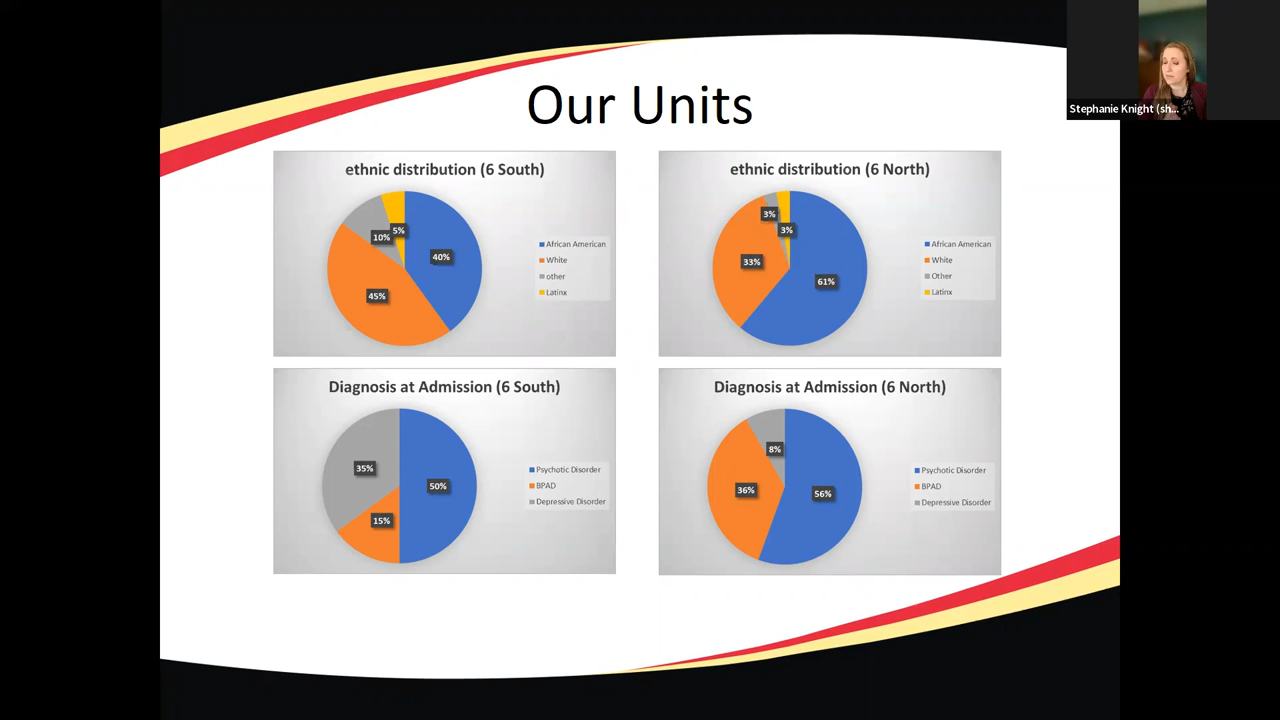 Stephanie Knight (sh...
Our Units
ethnic distribution (6 South)
5%
10%
40%
45%
African American
White
other
Latinx
ethnic distribution (6 North)
3%
3%
33%
61%
African American
White
Other
Latinx
Diagnosis at Admission (6 South)
35%
50%
15%
Psychotic Disorder
BPAD
Depressive Disorder
Diagnosis at Admission (6 North)
8%
36%
56%
Psychotic Disorder
BPAD
Depressive Disorder